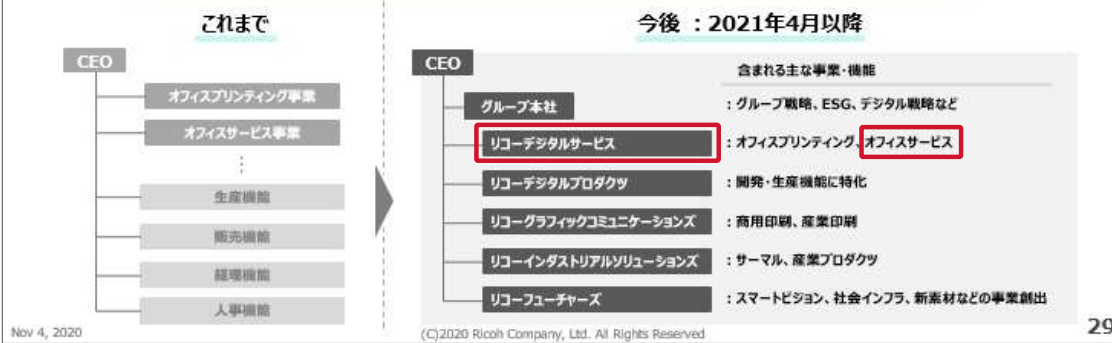 これまで
CEO
オフィスプリンティング事業
オフィスサービス事業
⋮
生産機能
販売機能
経理機能
人事機能
今後 :2021年4月以降
CEO
含まれる主な事業・機能
グループ本社 :グループ戦略、ESG、デジタル戦略など
リコーデジタルサービス :オフィスプリンティング、オフィスサービス
リコーデジタルプロダクツ :開発・生産機能に特化
リコーグラフィックコミュニケーションズ :商用印刷、産業印刷
リコーインダストリアルソリューションズ :サーマル、産業プロダクツ
リコーフューチャーズ :スマートビジョン、社会インフラ、新素材などの事業創出
Nov 4, 2020
(C)2020 Ricoh Company, Ltd. All Rights Reserved
29